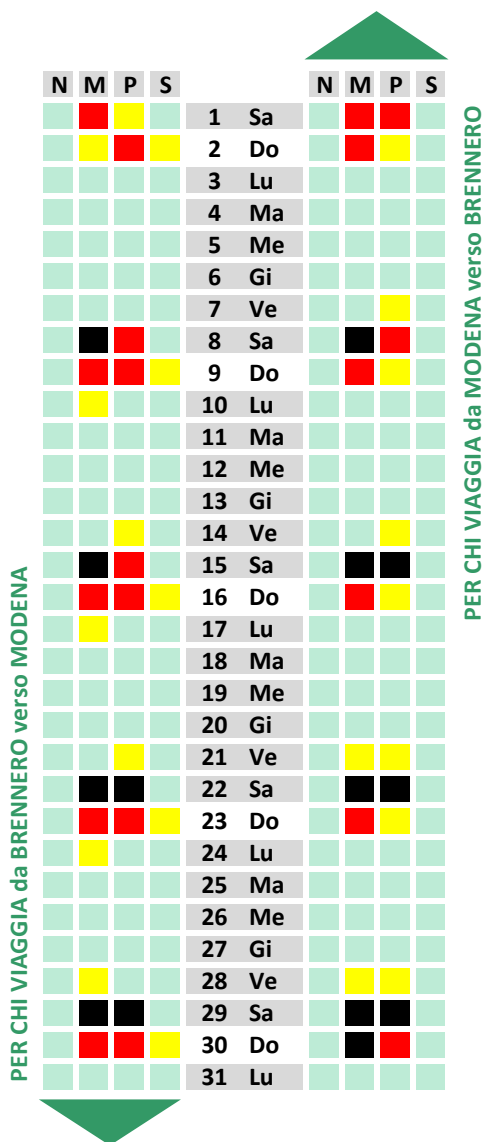 N M P S N M P S
1 Sa
2 Do
3 Lu
4 Ma
5 Me
6 Gi
7 Ve
8 Sa
9 Do
10 Lu
11 Ma
12 Me
13 Gi
14 Ve
15 Sa
16 Do
17 Lu
18 Ma
19 Me
20 Gi
21 Ve
22 Sa
23 Do
24 Lu
25 Ma
26 Me
27 Gi
28 Ve
29 Sa
30 Do
31 Lu
PER CHI VIAGGIA da BRENNERO verso MODENA
PER CHI VIAGGIA da MODENA verso BRENNERO